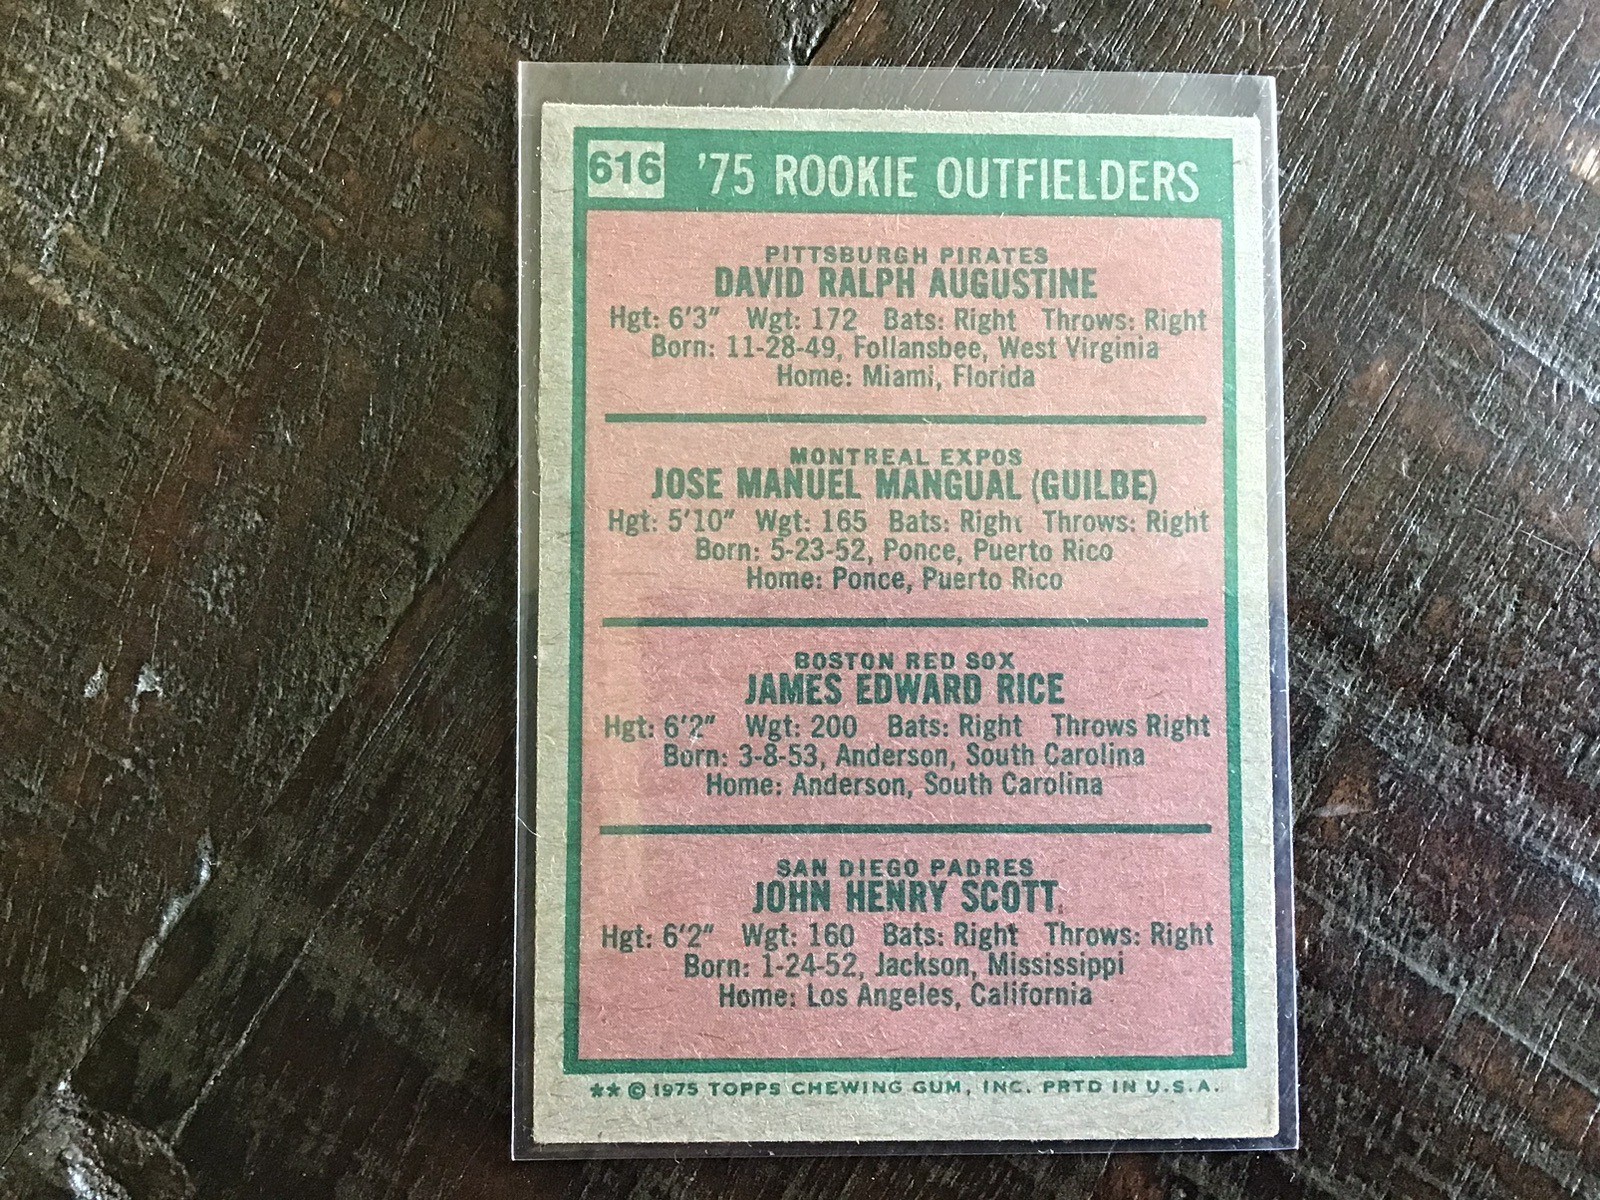 616 '75 ROOKIE OUTFIELDERS
PITTSBURGH PIRATES
DAVID RALPH AUGUSTINE
Hgt: 6'3" Wgt: 172 Bats: Right Throws: Right
Born: 11-28-49, Follansbee, West Virginia
Home: Miami, Florida
MONTREAL EXPOS
JOSE MANUEL MANGUAL (GUILBE)
Hgt: 5'10" Wgt: 165 Bats: Right Throws: Right
Born: 5-23-52, Ponce, Puerto Rico
Home: Ponce, Puerto Rico
BOSTON RED SOX
JAMES EDWARD RICE
Hgt: 6'2" Wgt: 200 Bats: Right Throws Right
Born: 3-8-53, Anderson, South Carolina
Home: Anderson, South Carolina
SAN DIEGO PADRES
JOHN HENRY SCOTT
Hgt: 6'2" Wgt: 160 Bats: Right Throws: Right
Born: 1-24-52, Jackson, Mississippi
Home: Los Angeles, California
** © 1975 TOPPS CHEWING GUM, INC. PRTD IN U.S.A.